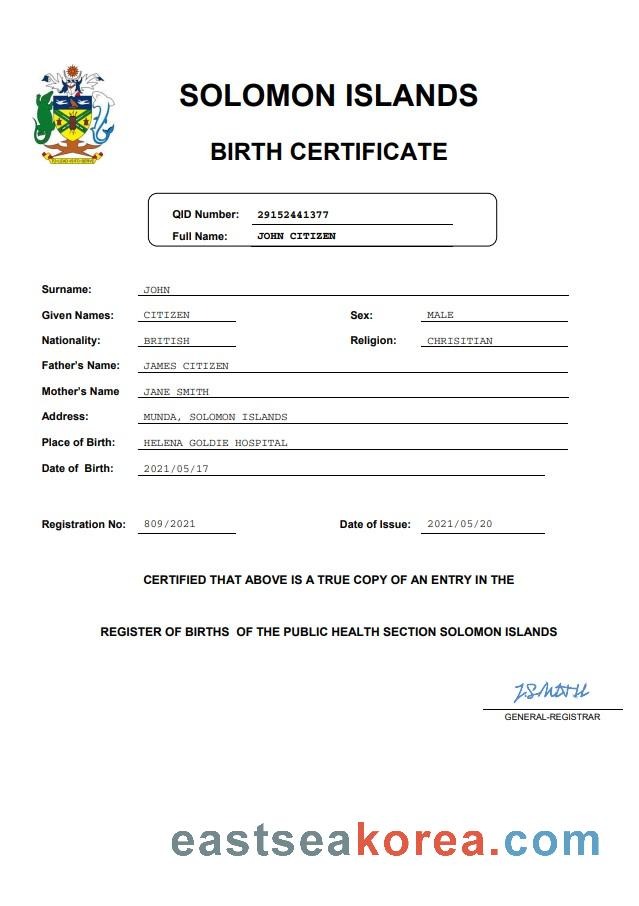 SOLOMON ISLANDS
BIRTH CERTIFICATE
QID Number: 29152441377
Full Name: JOHN CITIZEN
Surname: JOHN
Given Names: CITIZEN Sex: MALE
Nationality: BRITISH Religion: CHRISITIAN
Father's Name: JAMES CITIZEN
Mother's Name JANE SMITH
Address: MUNDA, SOLOMON ISLANDS
Place of Birth: HELENA GOLDIE HOSPITAL
Date of Birth: 2021/05/17
Registration No: 809/2021 Date of Issue: 2021/05/20
CERTIFIED THAT ABOVE IS A TRUE COPY OF AN ENTRY IN THE
REGISTER OF BIRTHS OF THE PUBLIC HEALTH SECTION SOLOMON ISLANDS
J.SMITH
GENERAL-REGISTRAR
eastseakorea.com